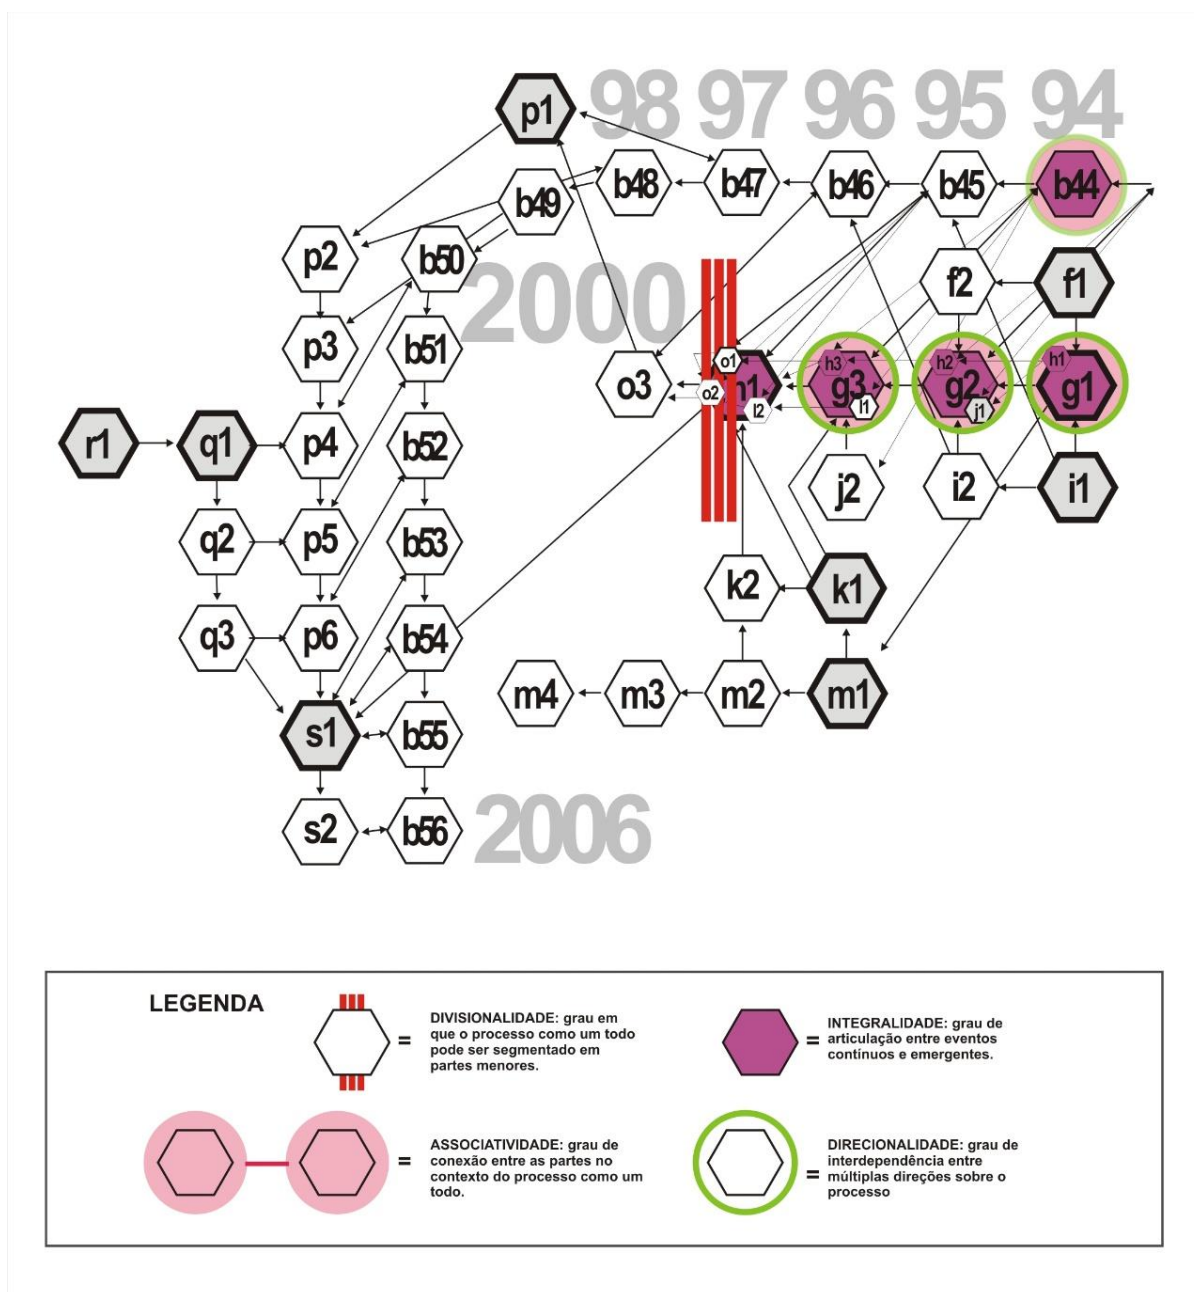 98 97 96 95 94
p1
b49 b48 b47 b46 b45 b44
p2 b50 f2 f1
2000
p3 b51 o3 o2 o1 l2 h3 g3 l1 h2 g2 j1 h1 g1
r1 q1 p4 b52 j2 i2 i1
q2 p5 b53 k2 k1
q3 p6 b54
m4 m3 m2 m1
s1 b55
s2 b56 2006
LEGENDA
= DIVISIONALIDADE: grau em
que o processo como um todo
pode ser segmentado em
partes menores.
= INTEGRALIDADE: grau de
articulação entre eventos
contínuos e emergentes.
= ASSOCIATIVIDADE: grau de
conexão entre as partes no
contexto do processo como um
todo.
= DIRECIONALIDADE: grau de
interdependência entre
múltiplas direções sobre o
processo